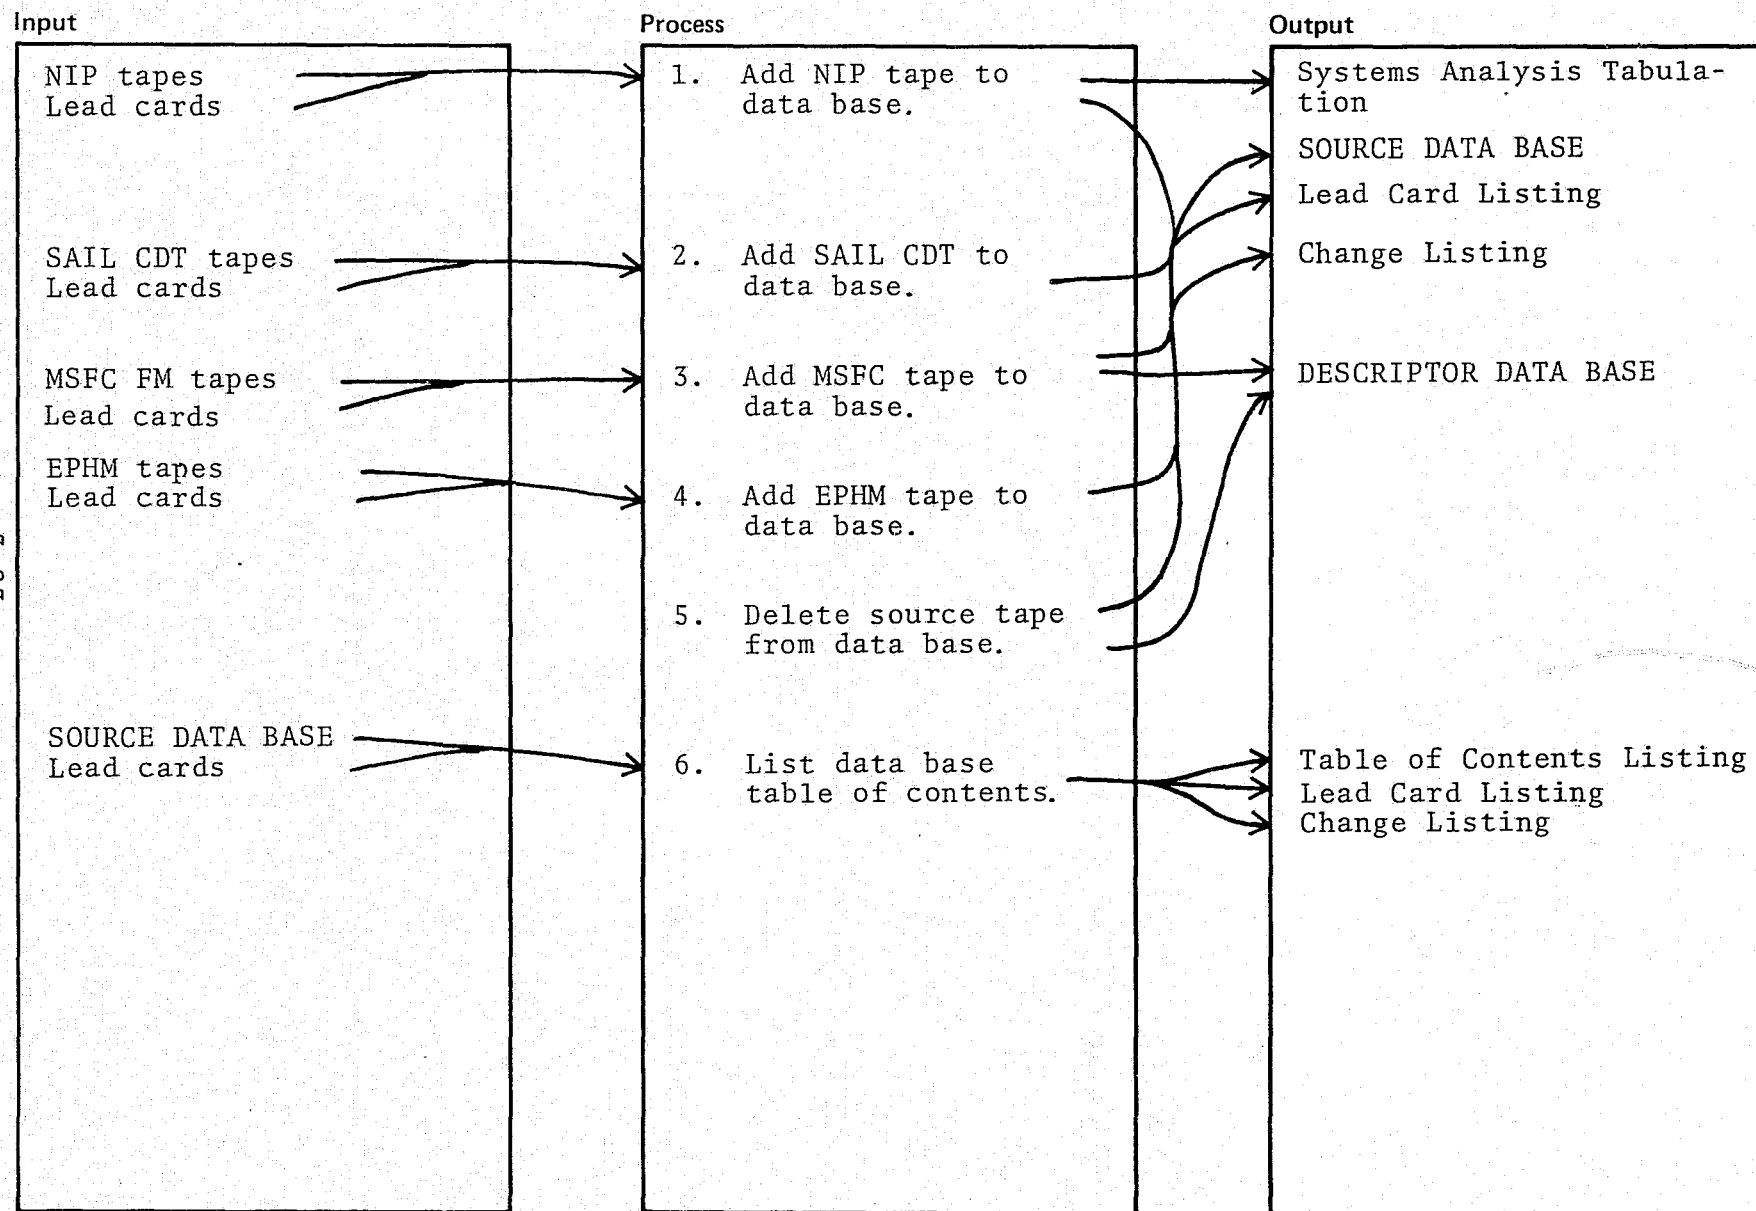 Input
NIP tapes
Lead cards
SAIL CDT tapes
Lead cards
MSFC FM tapes
Lead cards
EPHM tapes
Lead cards
SOURCE DATA BASE
Lead cards
Process
1. Add NIP tape to
data base.
2. Add SAIL CDT to
data base.
3. Add MSFC tape to
data base.
4. Add EPHM tape to
data base.
5. Delete source tape
from data base.
6. List data base
table of contents.
Output
Systems Analysis Tabula-
tion
SOURCE DATA BASE
Lead Card Listing
Change Listing
DESCRIPTOR DATA BASE
Table of Contents Listing
Lead Card Listing
Change Listing